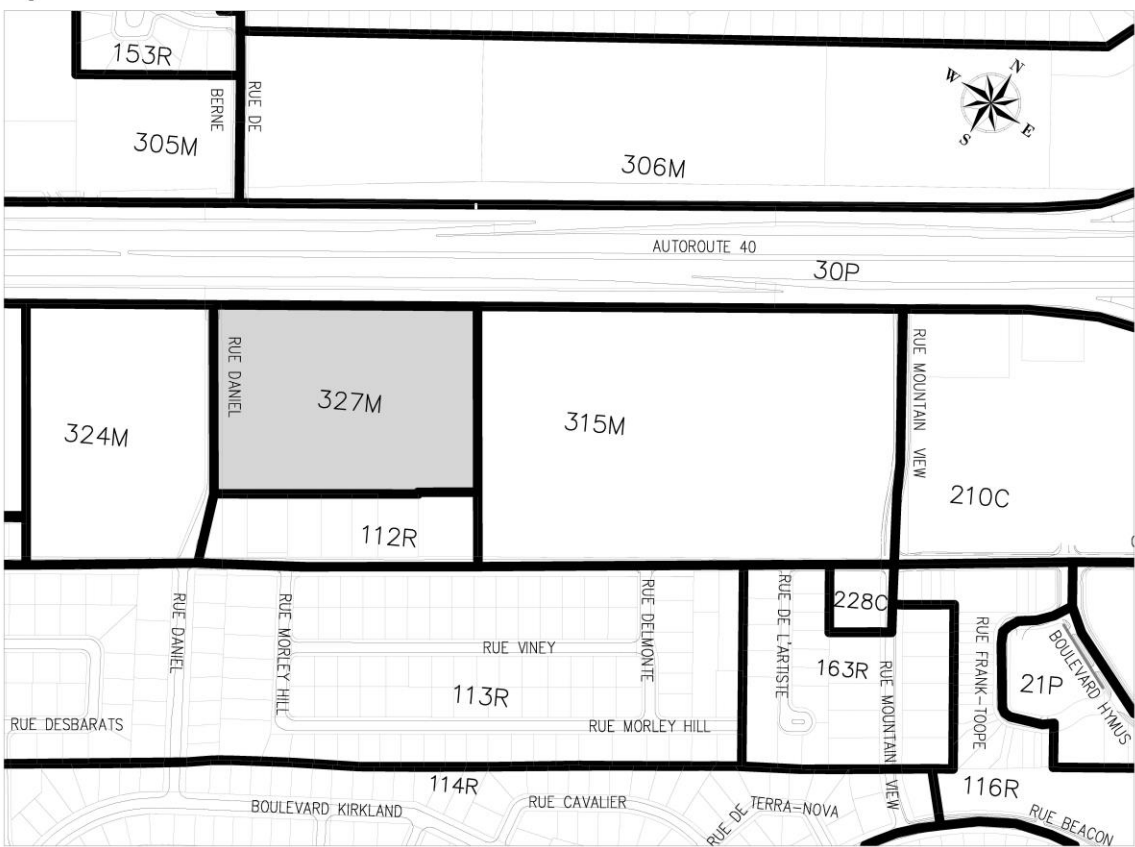 153R
RUE DE
BERNE
305M
306M
N
W
E
S
AUTOROUTE 40
30P
RUE DANIEL
327M
324M
315M
RUE MOUNTAIN VIEW
210C
112R
RUE DANIEL
RUE MORLEY HILL
RUE VINEY
RUE DELMONTE
113R
RUE MORLEY HILL
RUE DE L'ARTISTE
228C
163R
RUE MOUNTAIN VIEW
RUE FRANK-TOOPE
21P
BOULEVARD HYMUS
RUE DESBARATS
114R
BOULEVARD KIRKLAND
RUE CAVALIER
RUE DE TERRA-NOVA
116R
RUE BEACON